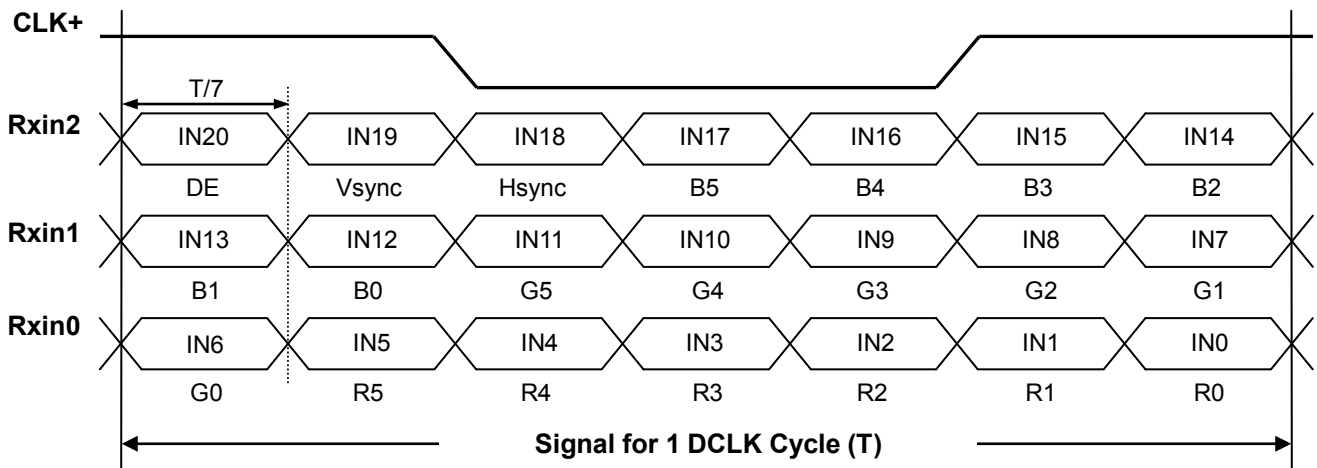 CLK+
T/7
Rxin2 IN20 IN19 IN18 IN17 IN16 IN15 IN14
DE Vsync Hsync B5 B4 B3 B2
Rxin1 IN13 IN12 IN11 IN10 IN9 IN8 IN7
B1 B0 G5 G4 G3 G2 G1
Rxin0 IN6 IN5 IN4 IN3 IN2 IN1 IN0
G0 R5 R4 R3 R2 R1 R0
Signal for 1 DCLK Cycle (T)